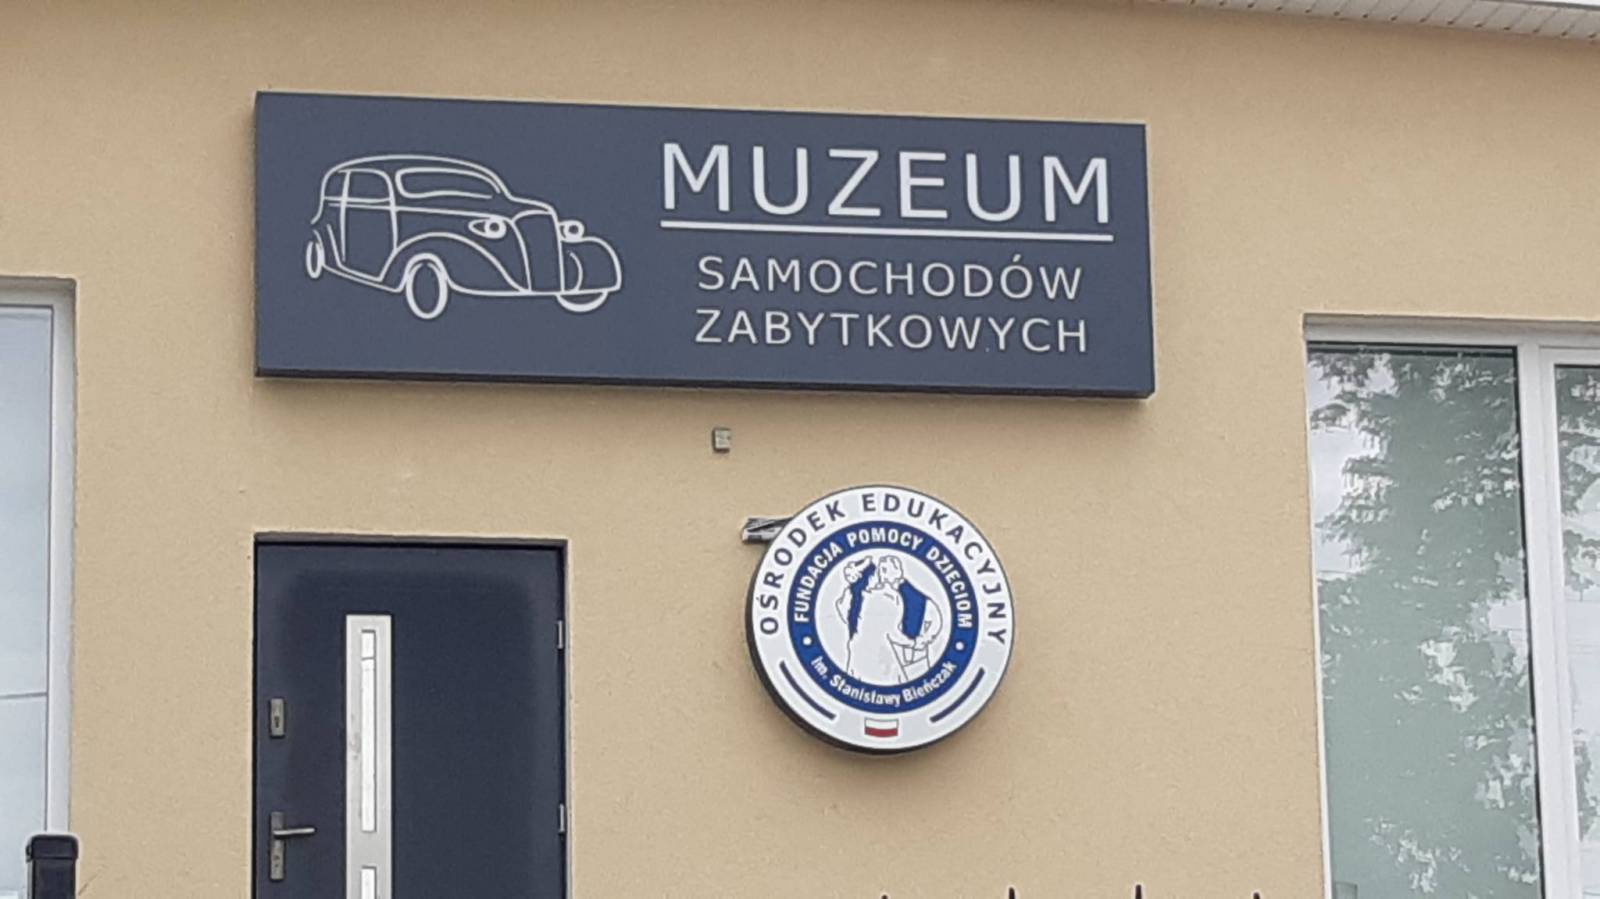 MUZEUM
SAMOCHODÓW
ZABYTKOWYCH
OŚRODEK EDUKACYJNY
FUNDACJA POMOCY DZIECIOM
im. Stanisławy Bieńczak